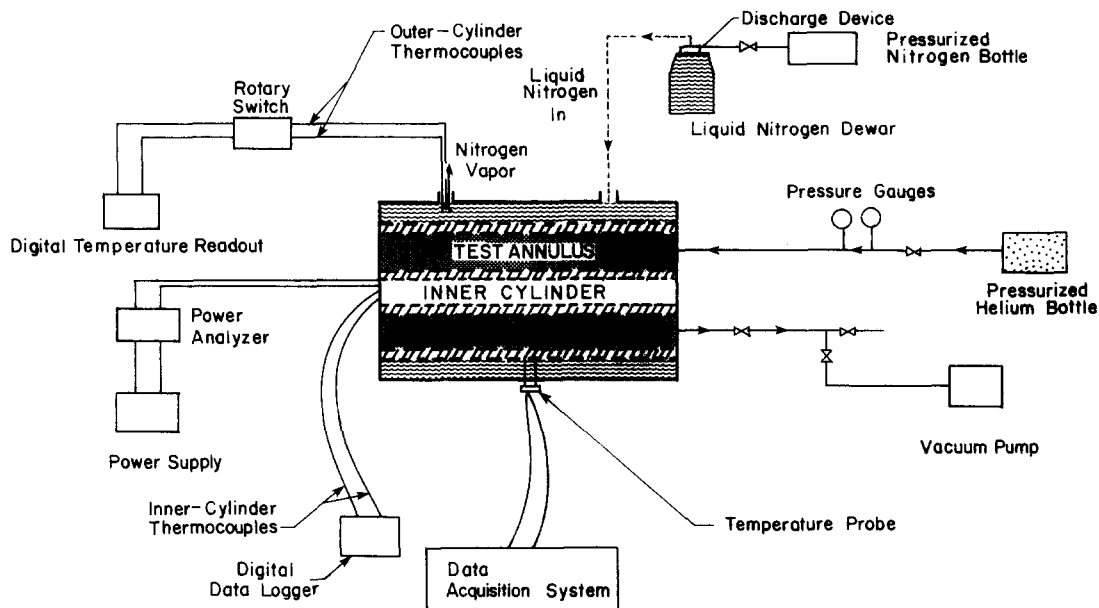 Outer-Cylinder
Thermocouples
Discharge Device
Pressurized
Nitrogen Bottle
Liquid
Nitrogen
In
Rotary
Switch
Liquid Nitrogen Dewar
Nitrogen
Vapor
Pressure Gauges
Digital Temperature Readout
TEST ANNULUS
INNER CYLINDER
Pressurized
Helium Bottle
Power
Analyzer
Vacuum Pump
Power Supply
Inner-Cylinder
Thermocouples
Temperature Probe
Digital
Data Logger
Data
Acquisition System